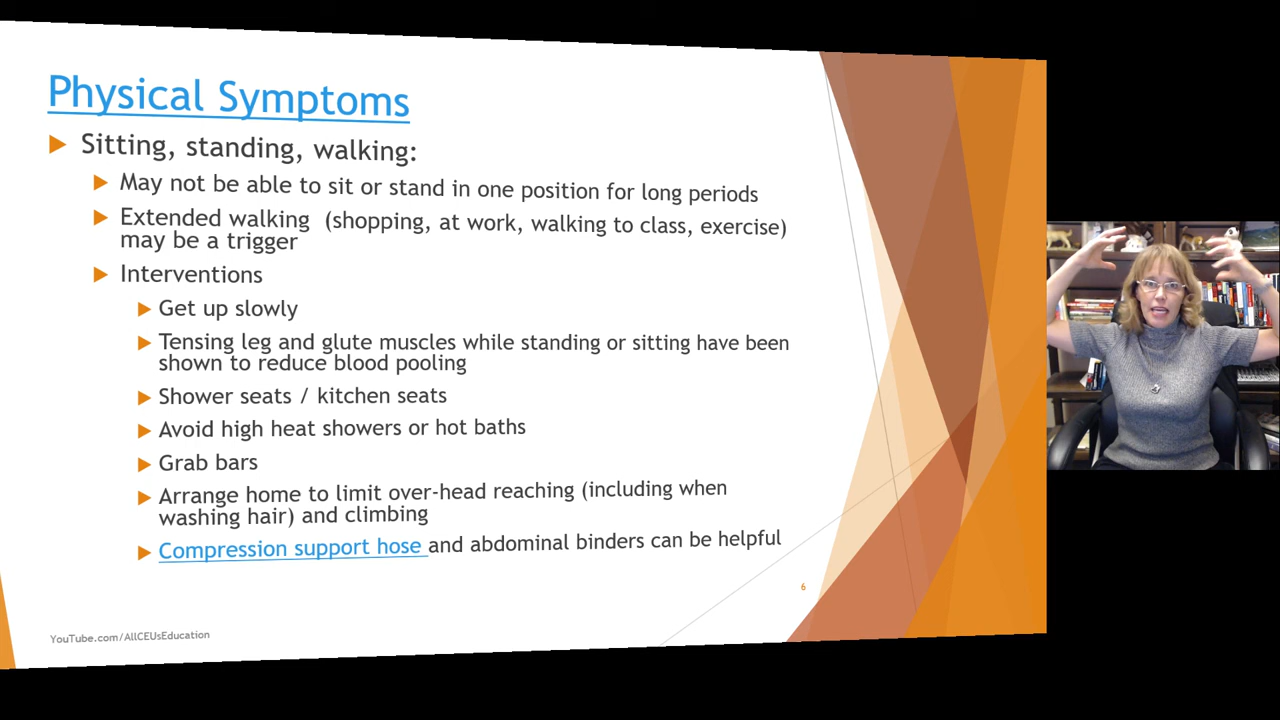 Physical Symptoms
Sitting, standing, walking:
May not be able to sit or stand in one position for long periods
Extended walking (shopping, at work, walking to class, exercise)
may be a trigger
Interventions
Get up slowly
Tensing leg and glute muscles while standing or sitting have been
shown to reduce blood pooling
Shower seats / kitchen seats
Avoid high heat showers or hot baths
Grab bars
Arrange home to limit over-head reaching (including when
washing hair) and climbing
Compression support hose and abdominal binders can be helpful
6
YouTube.com/AllCEUsEducation